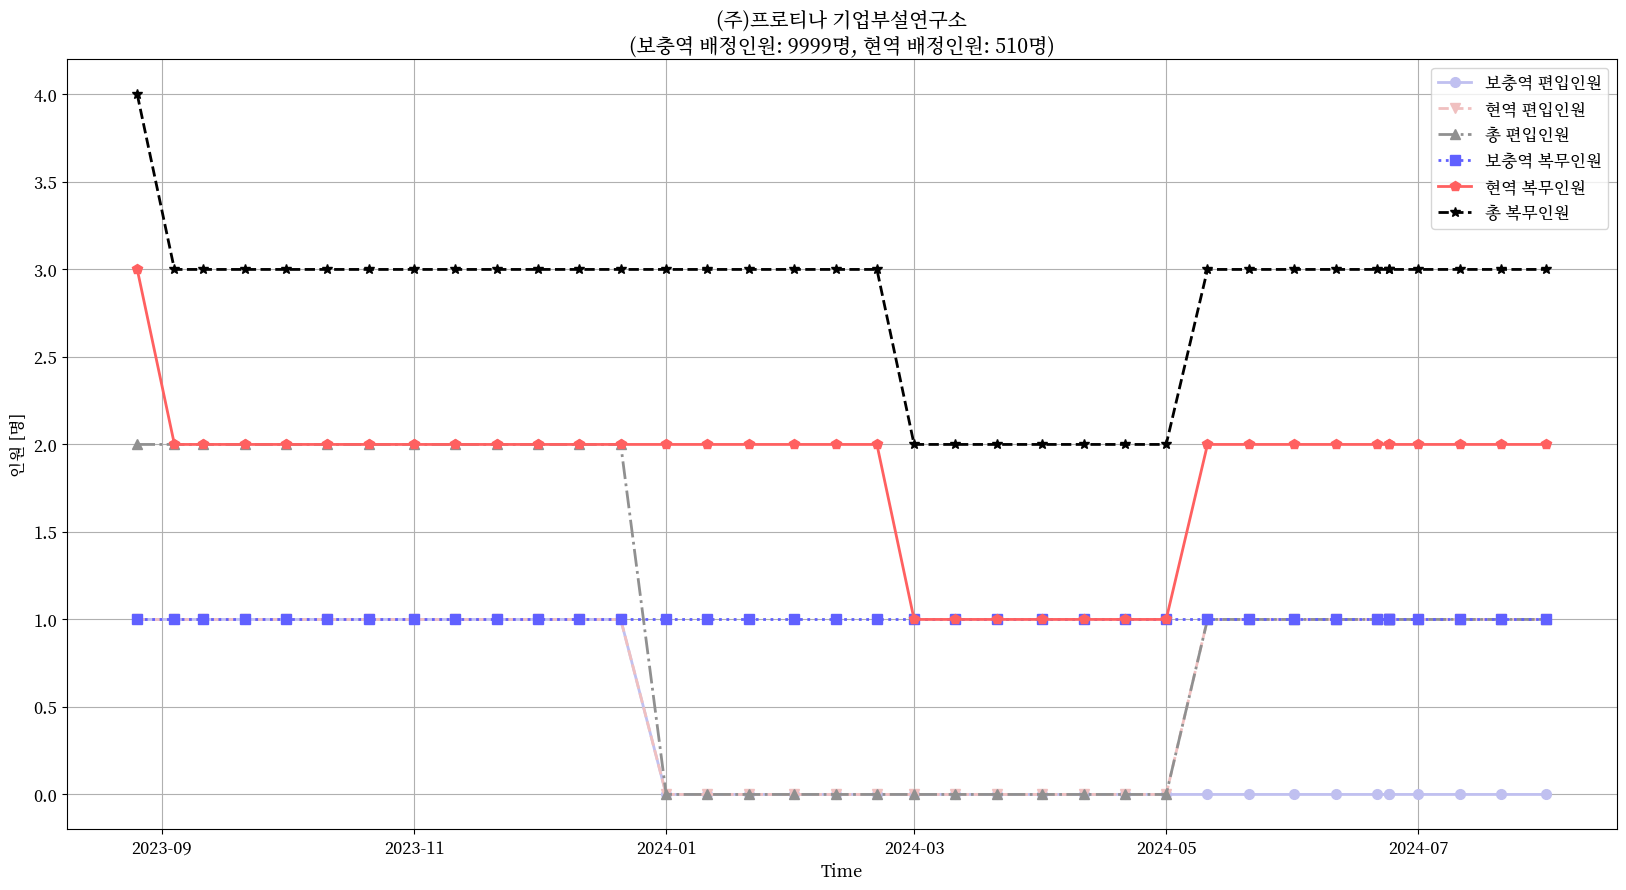 (주)프로티나 기업부설연구소
(보충역 배정인원: 9999명, 현역 배정인원: 510명)
보충역 편입인원
현역 편입인원
총 편입인원
보충역 복무인원
현역 복무인원
총 복무인원
4.0
3.5
3.0
2.5
2.0
1.5
1.0
0.5
0.0
인원 [명]
2023-09
2023-11
2024-01
2024-03
2024-05
2024-07
Time